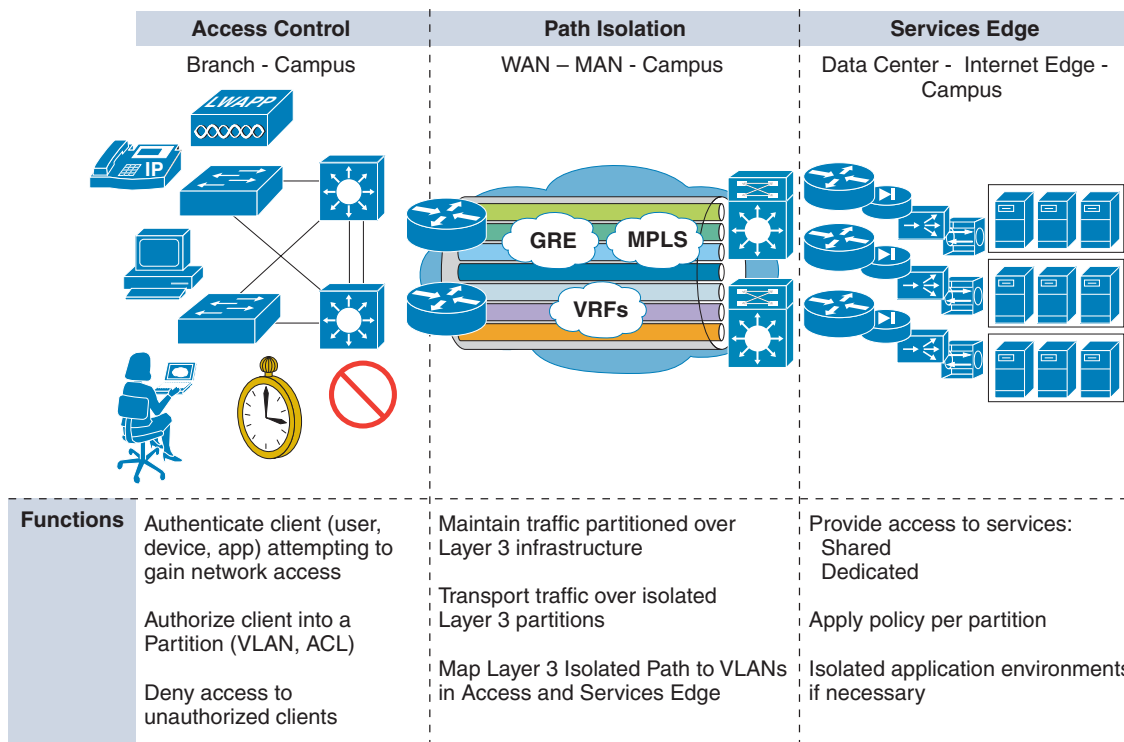 Access Control
Path Isolation
Services Edge
Branch - Campus
WAN – MAN - Campus
Data Center - Internet Edge -
Campus
LWAPP
IP
GRE
MPLS
VRFs
Functions
Authenticate client (user,
device, app) attempting to
gain network access
Authorize client into a
Partition (VLAN, ACL)
Deny access to
unauthorized clients
Maintain traffic partitioned over
Layer 3 infrastructure
Transport traffic over isolated
Layer 3 partitions
Map Layer 3 Isolated Path to VLANs
in Access and Services Edge
Provide access to services:
Shared
Dedicated
Apply policy per partition
Isolated application environments
if necessary